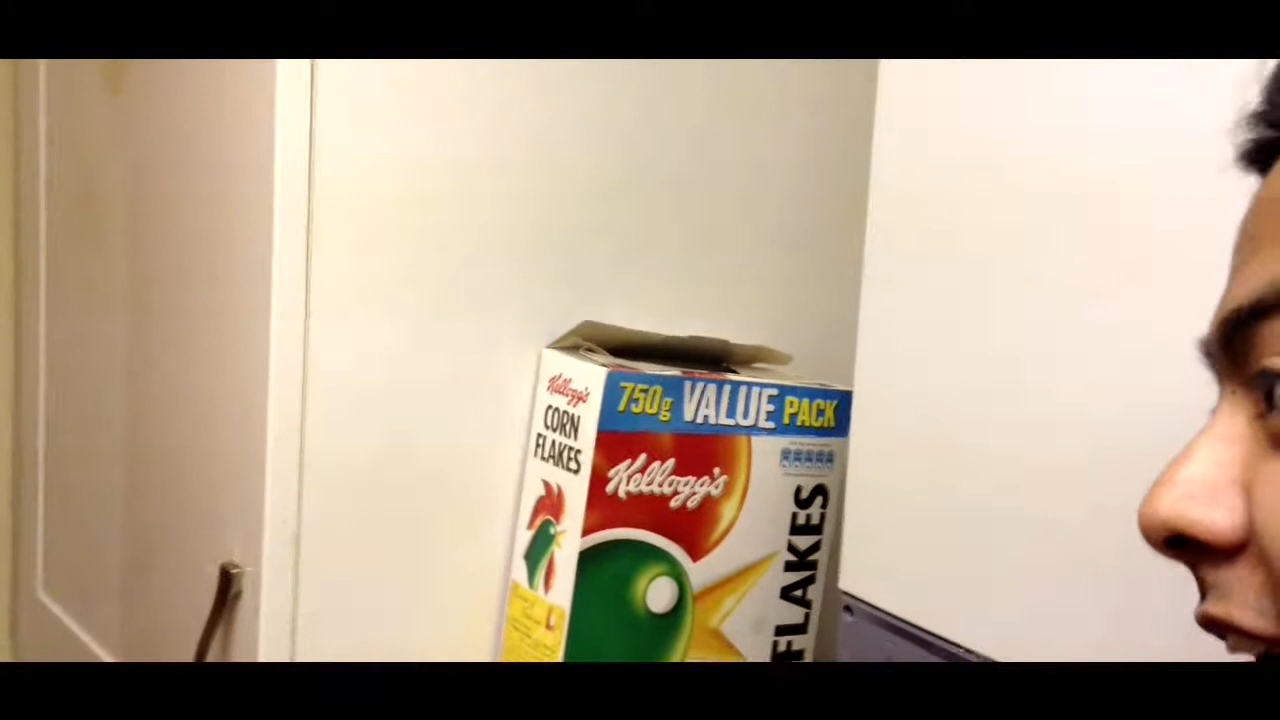 750g VALUE PACK
Kellogg's
CORN
FLAKES
Kellogg's
FLAKES